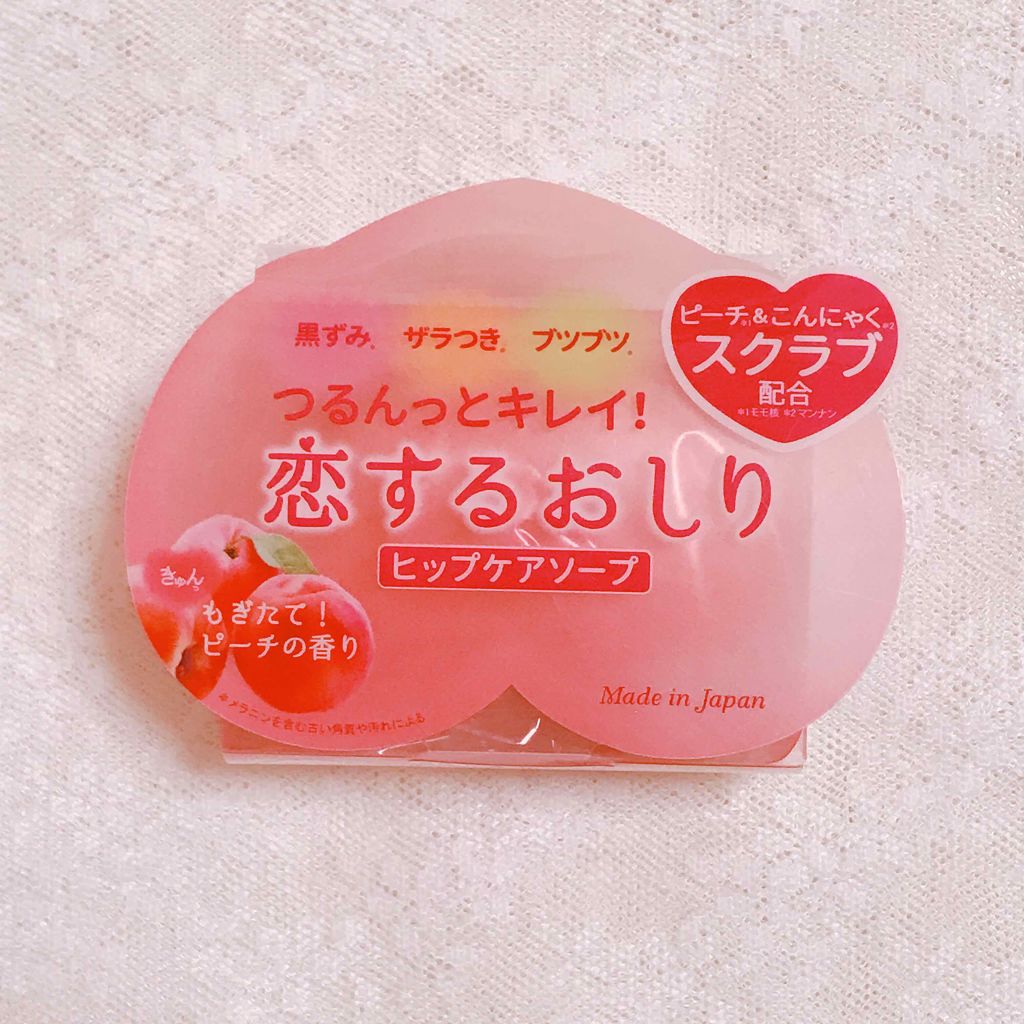 黒ずみ* ザラつき* ブツブツ*
つるんっとキレイ!
恋するおしり
ヒップケアソープ
ピーチ*1&こんにゃく*2
スクラブ
配合
*1モモ核 *2マンナン
きゅんっ
もぎたて!
ピーチの香り
*メラニンを含む古い角質や汚れによる
Made in Japan